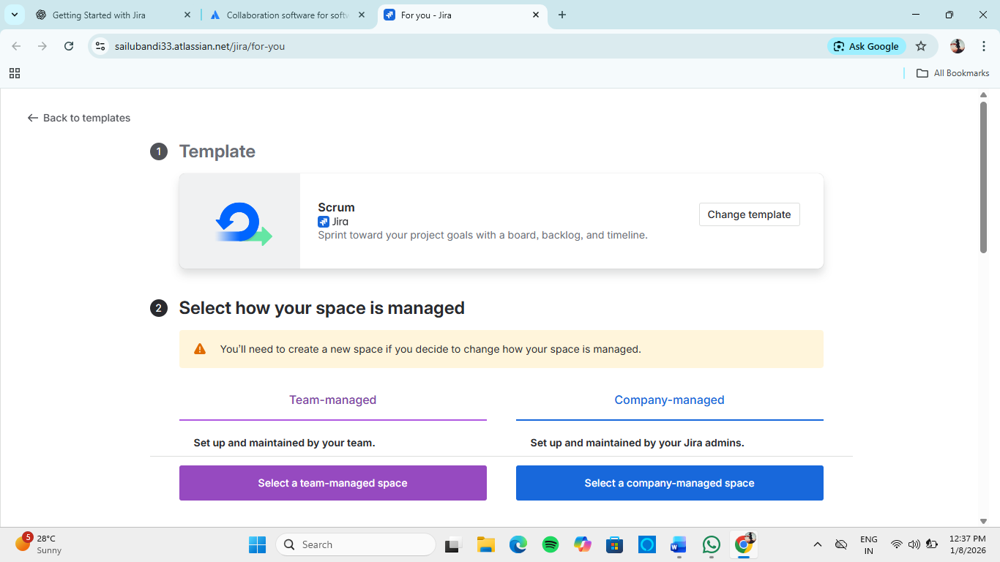 Getting Started with Jira
Collaboration software for softw
For you - Jira
sailubandi33.atlassian.net/jira/for-you
Ask Google
All Bookmarks
Back to templates
1 Template
Scrum
Jira
Sprint toward your project goals with a board, backlog, and timeline.
Change template
2 Select how your space is managed
You'll need to create a new space if you decide to change how your space is managed.
Team-managed
Company-managed
Set up and maintained by your team.
Set up and maintained by your Jira admins.
Select a team-managed space
Select a company-managed space
5
28°C
Sunny
Search
W
ENG
IN
12:37 PM
1/8/2026